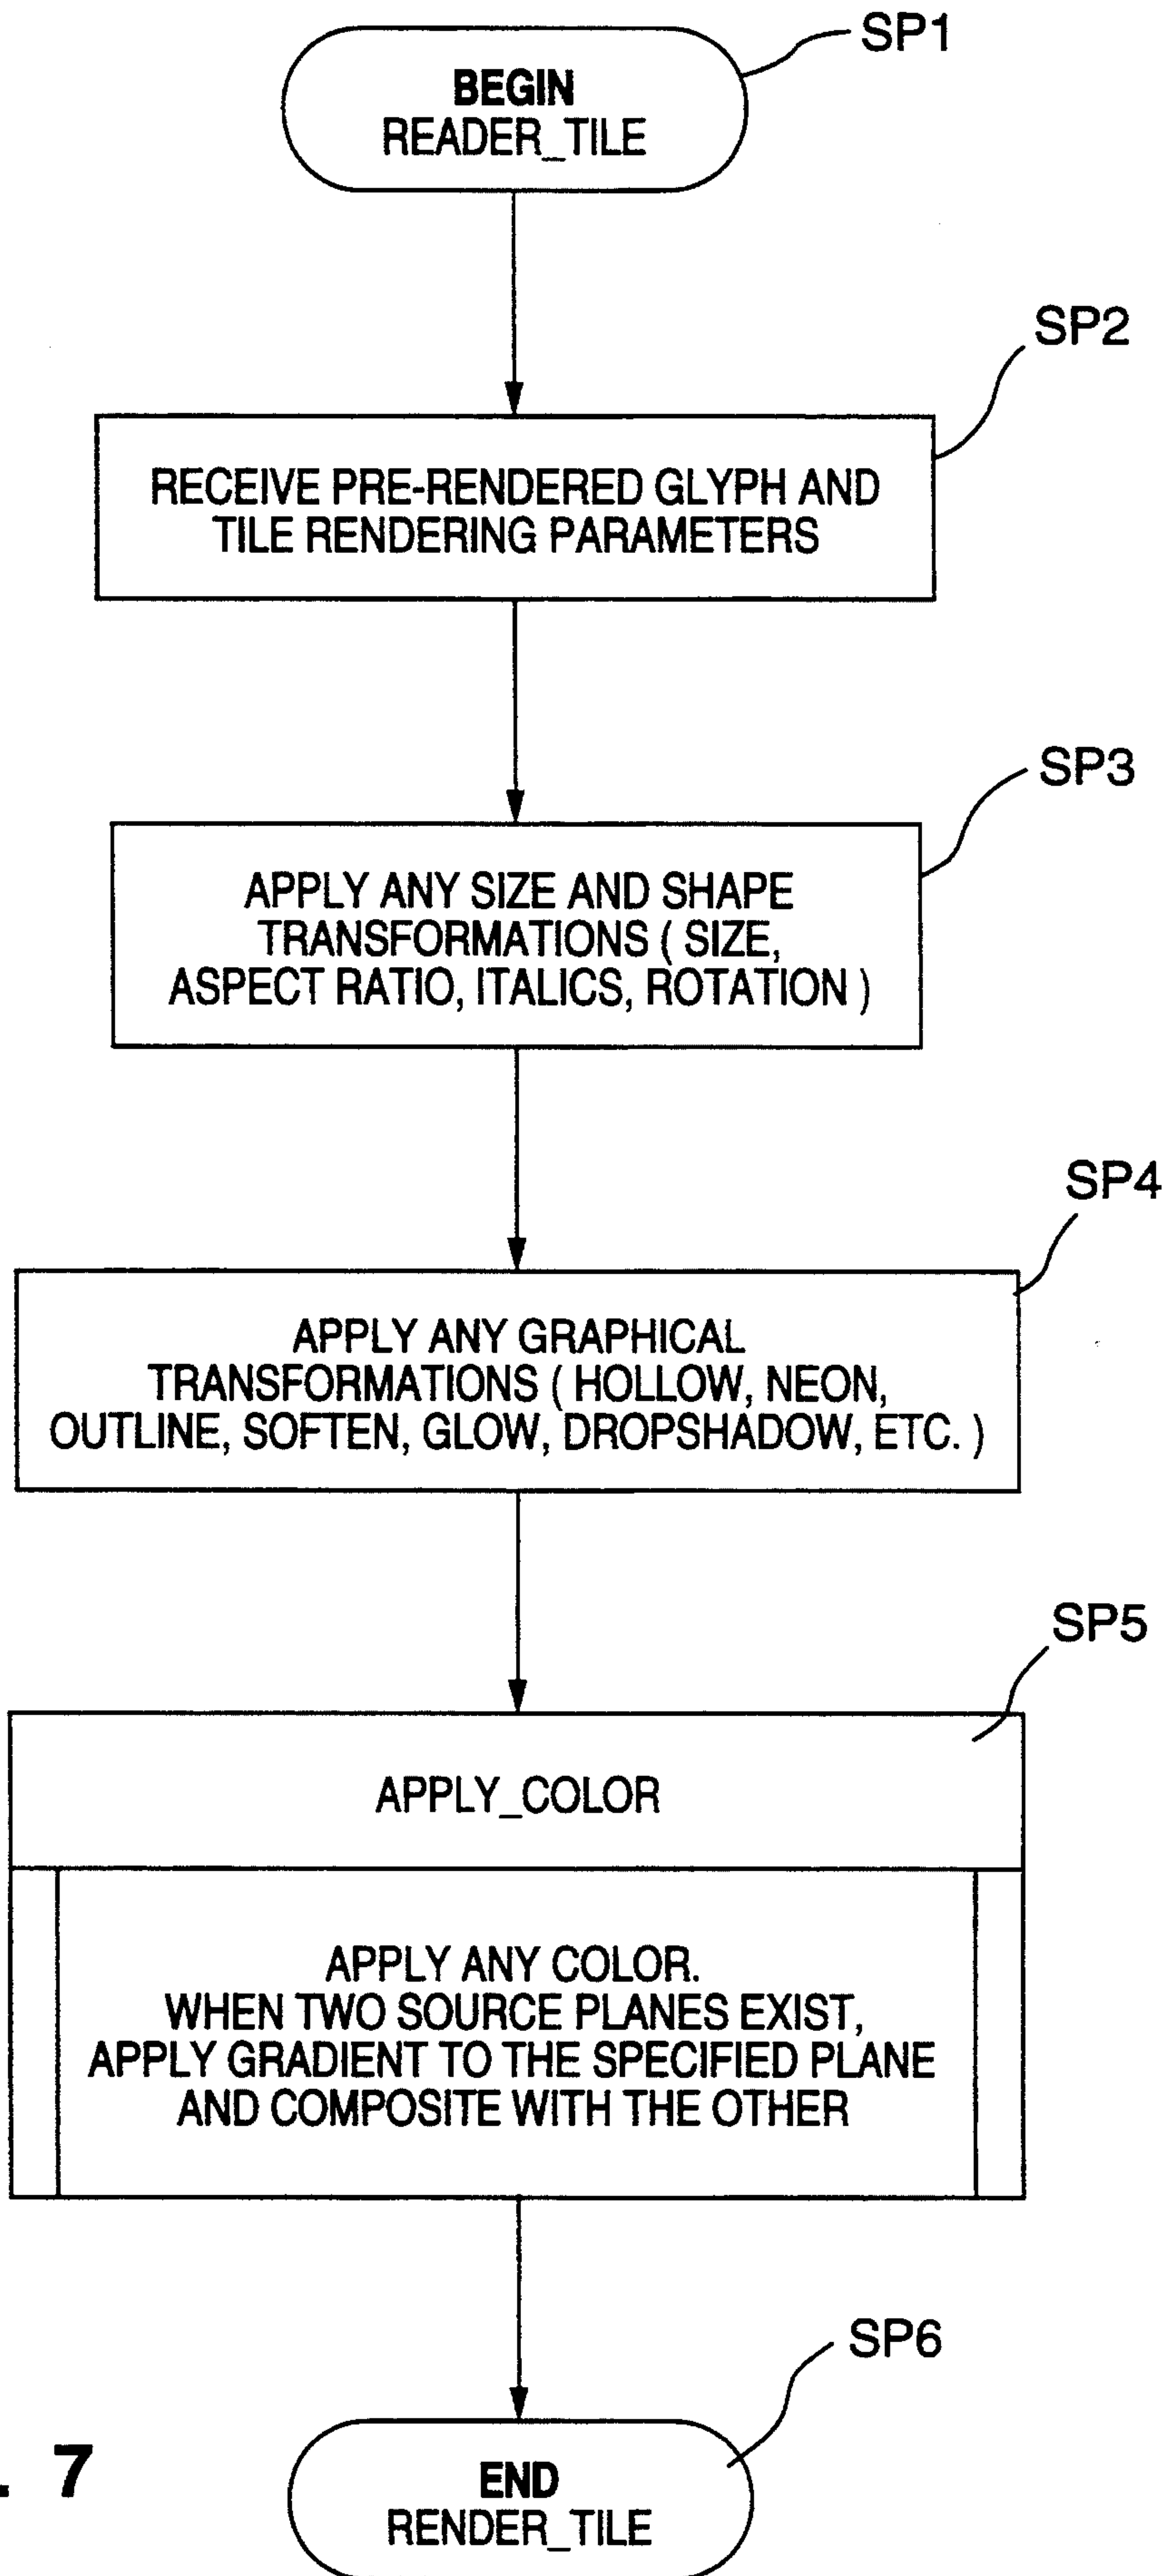 SP1
BEGIN
READER_TILE
SP2
RECEIVE PRE-RENDERED GLYPH AND
TILE RENDERING PARAMETERS
SP3
APPLY ANY SIZE AND SHAPE
TRANSFORMATIONS ( SIZE,
ASPECT RATIO, ITALICS, ROTATION )
SP4
APPLY ANY GRAPHICAL
TRANSFORMATIONS ( HOLLOW, NEON,
OUTLINE, SOFTEN, GLOW, DROPSHADOW, ETC. )
SP5
APPLY_COLOR
APPLY ANY COLOR.
WHEN TWO SOURCE PLANES EXIST,
APPLY GRADIENT TO THE SPECIFIED PLANE
AND COMPOSITE WITH THE OTHER
SP6
END
RENDER_TILE
. 7